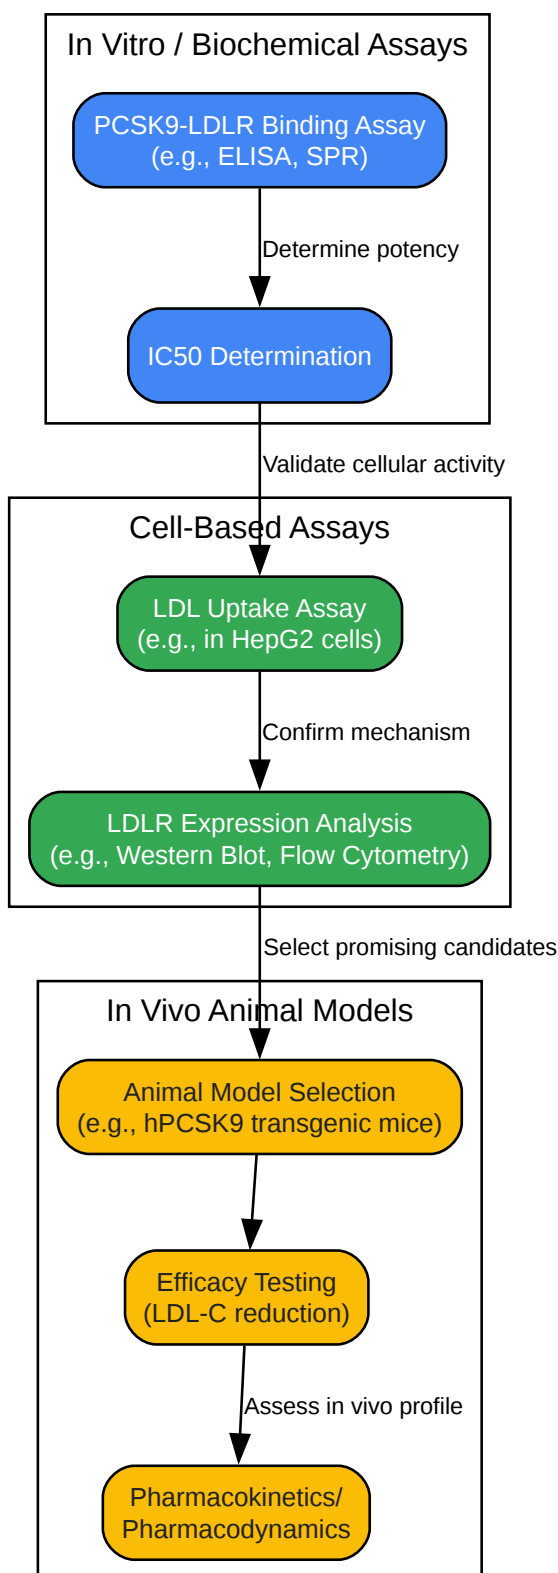 In Vitro / Biochemical Assays
PCSK9-LDLR Binding Assay
(e.g., ELISA, SPR)
Determine potency
IC50 Determination
Validate cellular activity
Cell-Based Assays
LDL Uptake Assay
(e.g., in HepG2 cells)
Confirm mechanism
LDLR Expression Analysis
(e.g., Western Blot, Flow Cytometry)
Select promising candidates
In Vivo Animal Models
Animal Model Selection
(e.g., hPCSK9 transgenic mice)
Efficacy Testing
(LDL-C reduction)
Assess in vivo profile
Pharmacokinetics/
Pharmacodynamics